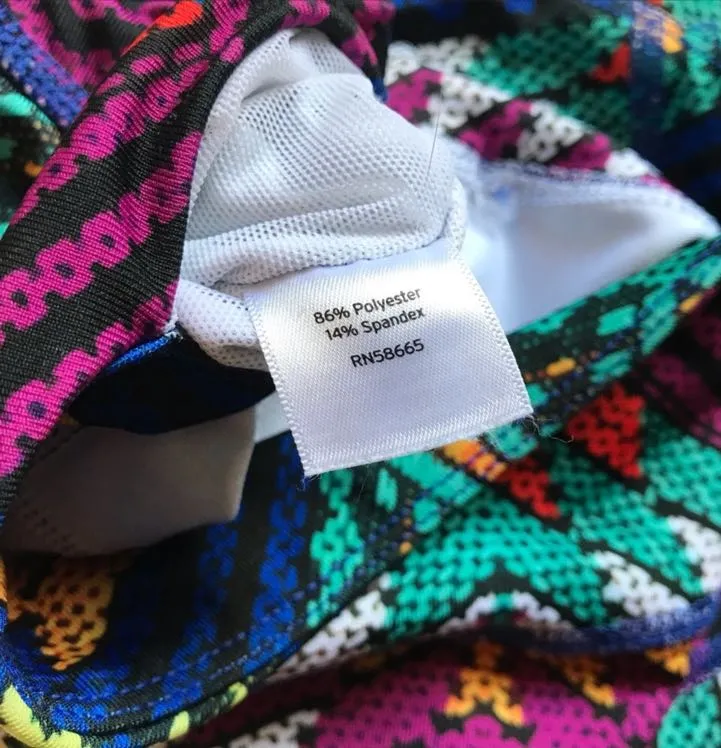 86% Polyester
14% Spandex
RN58665